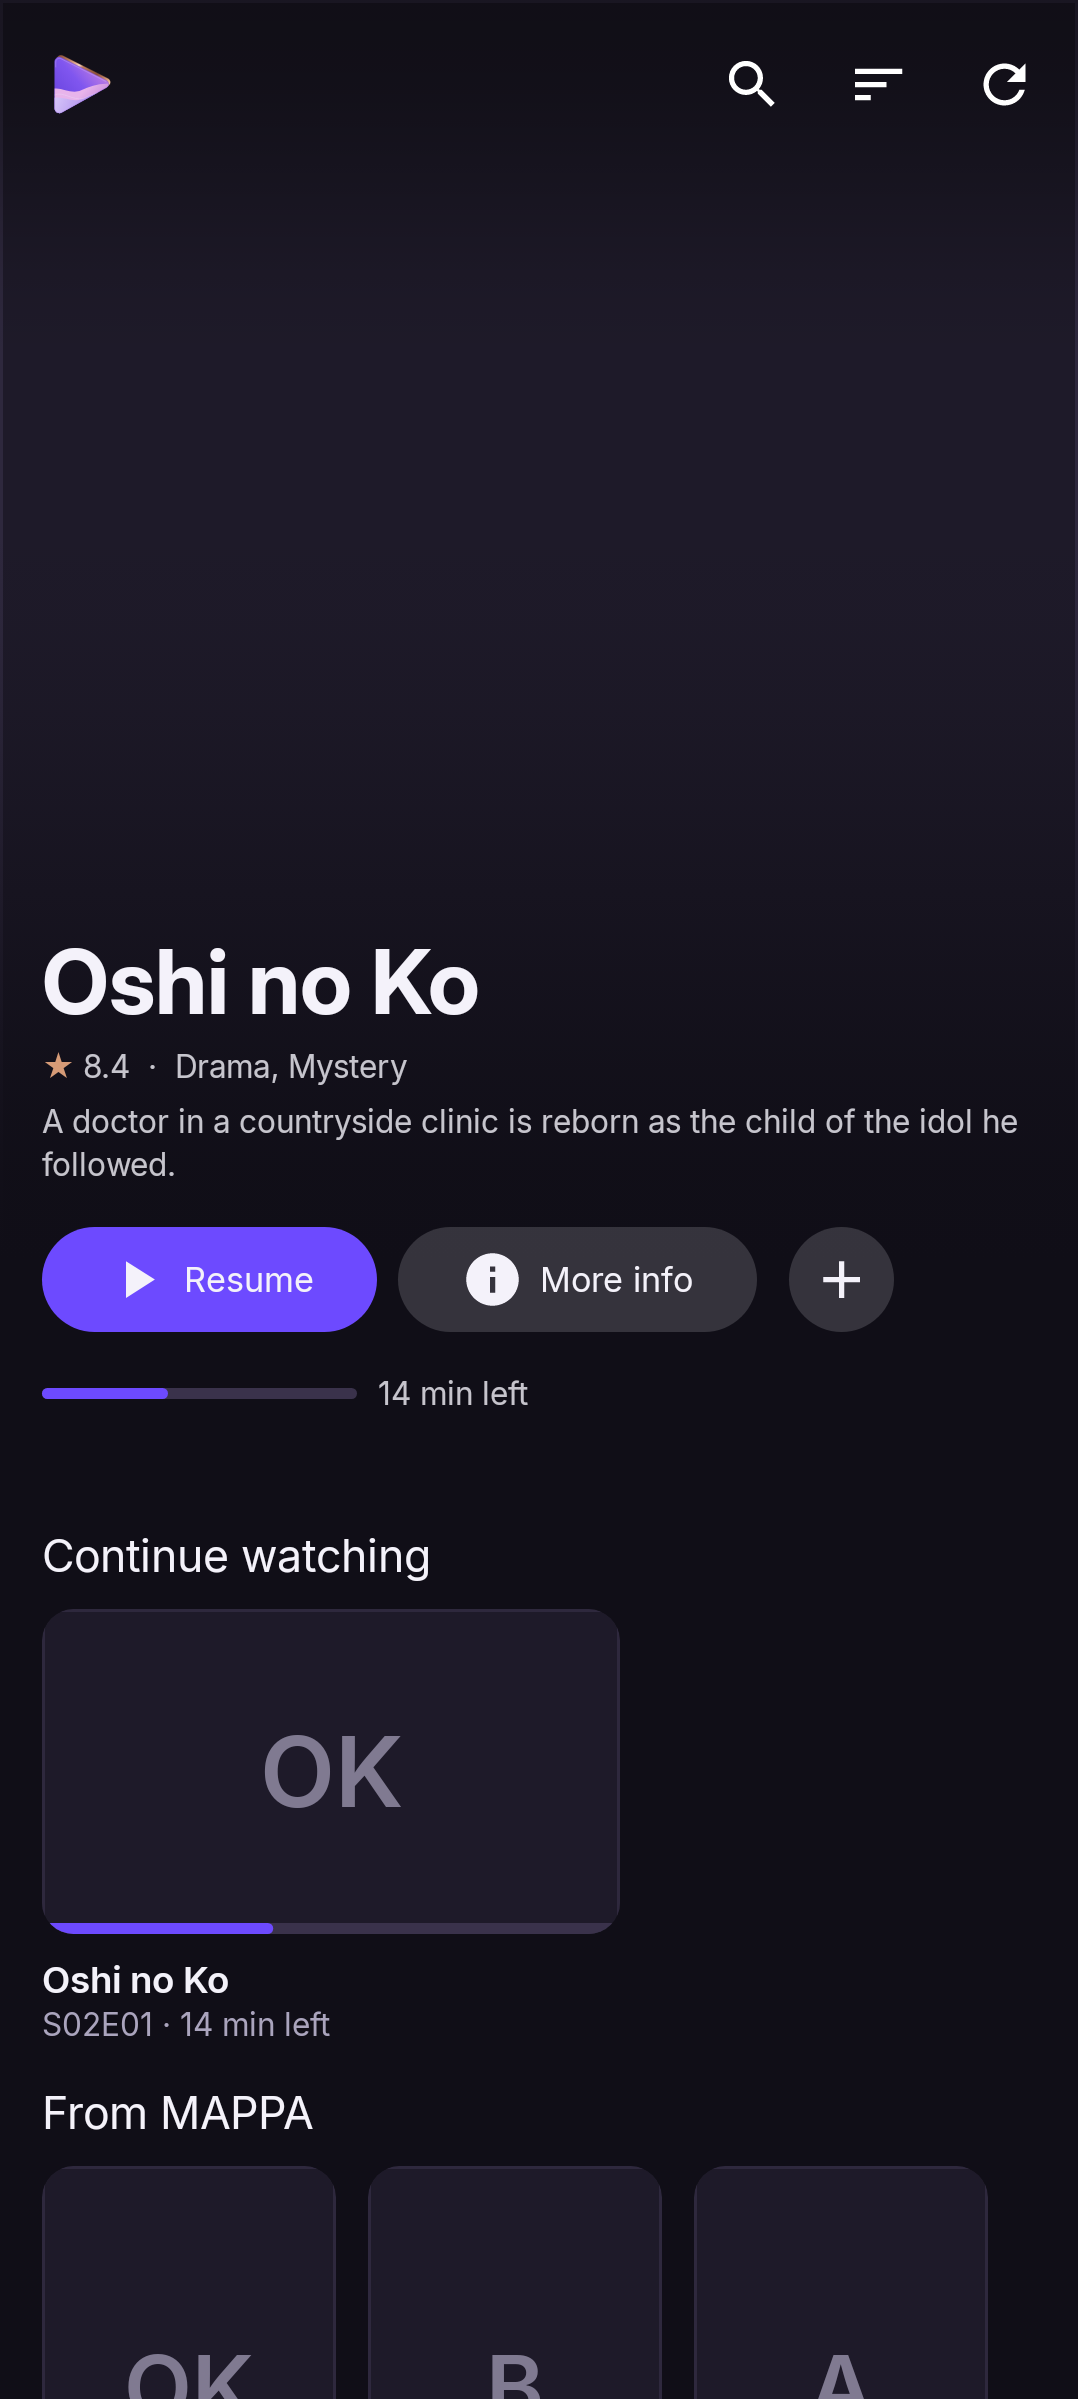 Oshi no Ko
★ 8.4 · Drama, Mystery
A doctor in a countryside clinic is reborn as the child of the idol he
followed.
Resume
More info
14 min left
Continue watching
OK
Oshi no Ko
S02E01 · 14 min left
From MAPPA
OK
B
A